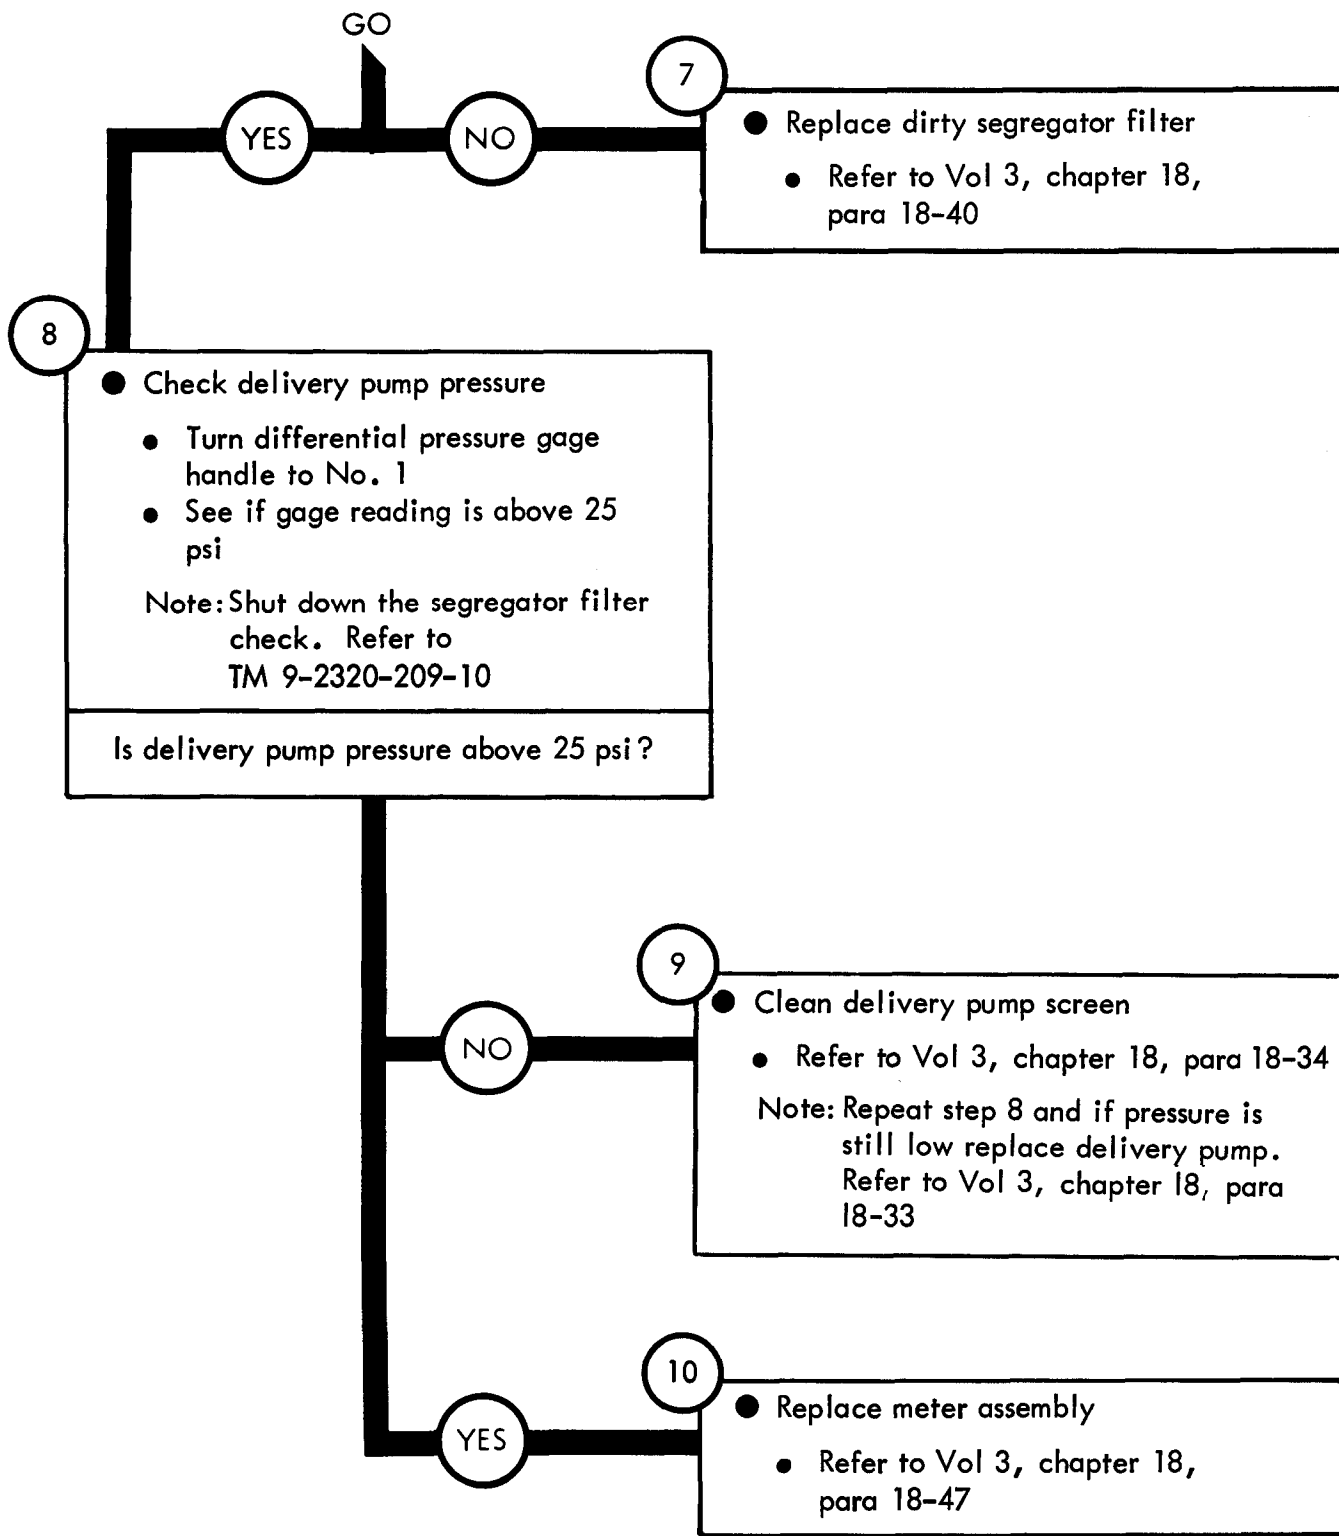 GO
YES
NO
7
● Replace dirty segregator filter
● Refer to Vol 3, chapter 18,
para 18-40
8
● Check delivery pump pressure
● Turn differential pressure gage
handle to No. 1
● See if gage reading is above 25
psi
Note: Shut down the segregator filter
check. Refer to
TM 9-2320-209-10
Is delivery pump pressure above 25 psi?
NO
9
● Clean delivery pump screen
● Refer to Vol 3, chapter 18, para 18-34
Note: Repeat step 8 and if pressure is
still low replace delivery pump.
Refer to Vol 3, chapter 18, para
18-33
YES
10
● Replace meter assembly
● Refer to Vol 3, chapter 18,
para 18-47